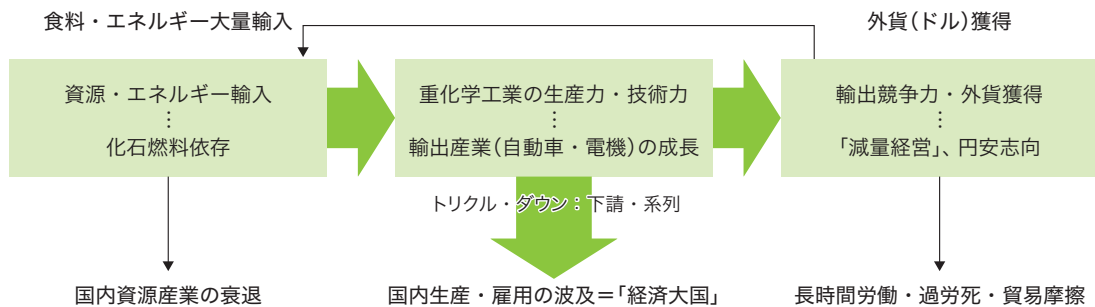 食料・エネルギー大量輸入
外貨(ドル)獲得
資源・エネルギー輸入
⋮
化石燃料依存
重化学工業の生産力・技術力
⋮
輸出産業(自動車・電機)の成長
輸出競争力・外貨獲得
⋮
「減量経営」、円安志向
トリクル・ダウン：下請・系列
国内資源産業の衰退
国内生産・雇用の波及=「経済大国」
長時間労働・過労死・貿易摩擦